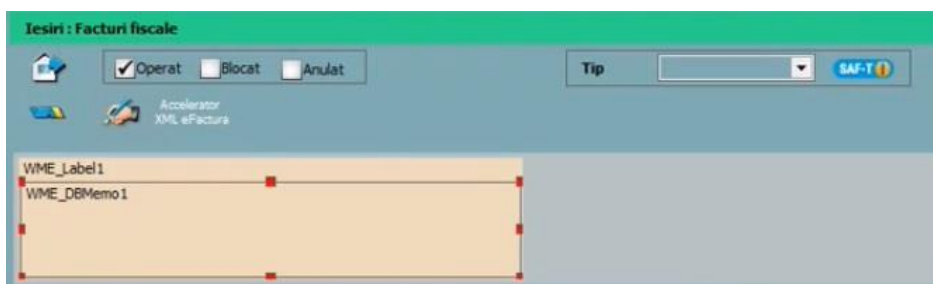 Iesiri : Facturi fiscale
Operat Blocat Anulat
Tip
SAF-T
Accelerator
XML eFactura
WME_Label1
WME_DBMemo1